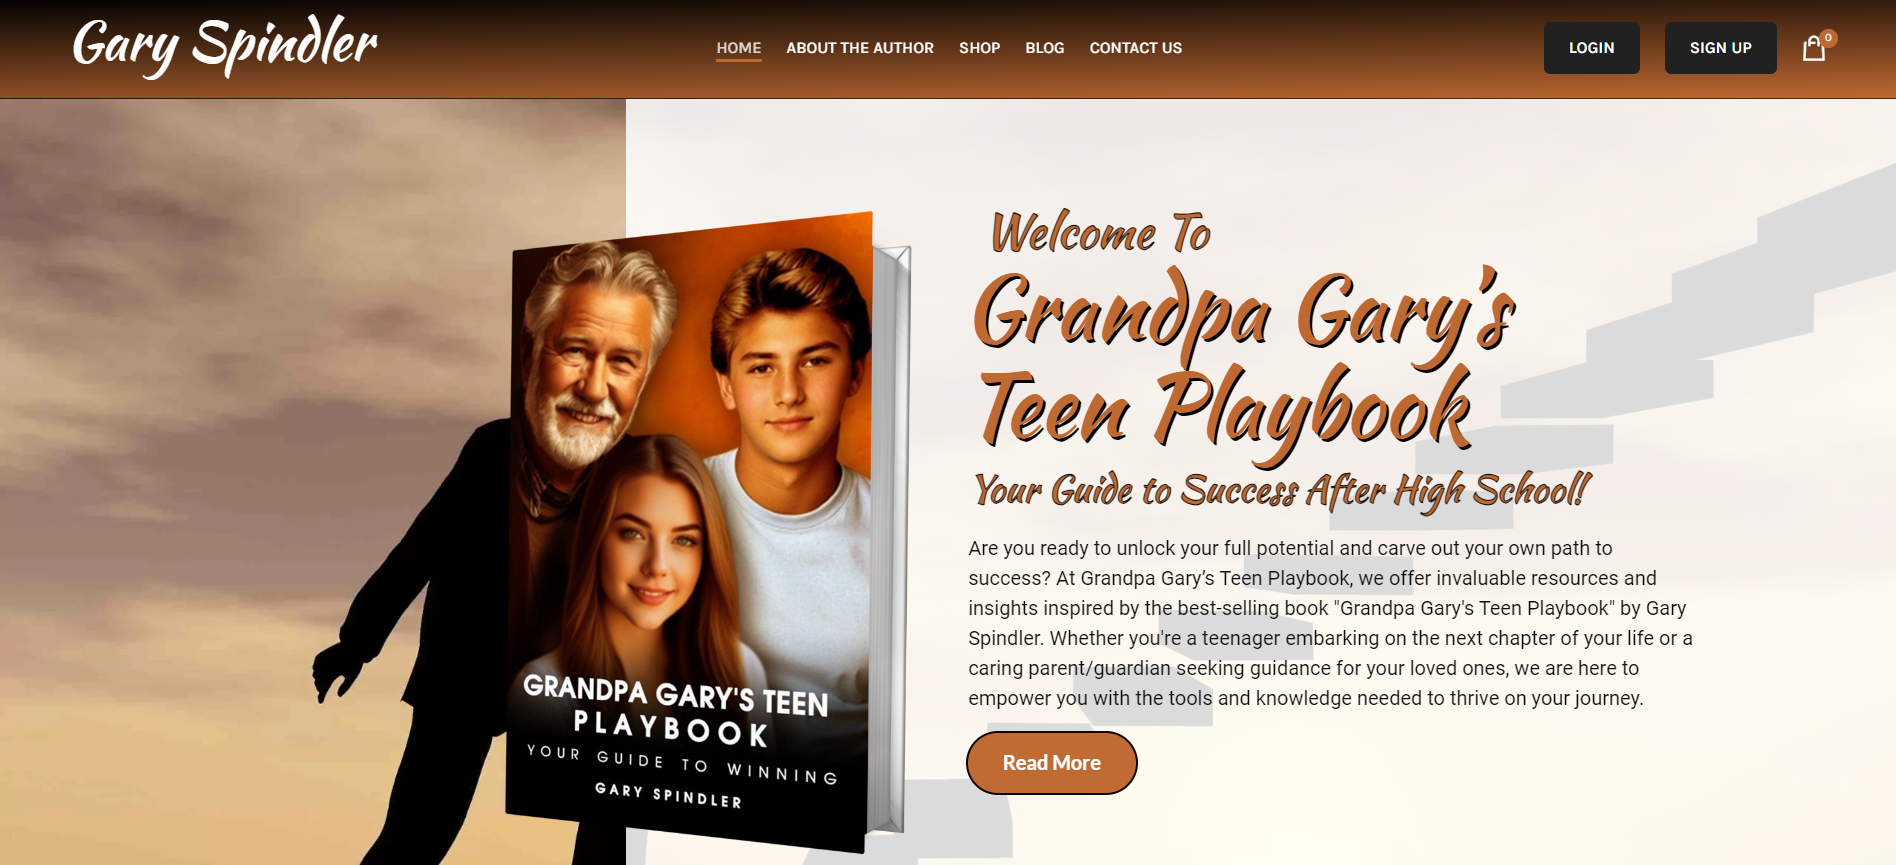 Gary Spindler
HOME ABOUT THE AUTHOR SHOP BLOG CONTACT US
LOGIN SIGN UP 0
GRANDPA GARY'S TEEN
PLAYBOOK
YOUR GUIDE TO WINNING
GARY SPINDLER
Welcome To
Grandpa Gary's
Teen Playbook
Your Guide to Success After High School!
Are you ready to unlock your full potential and carve out your own path to
success? At Grandpa Gary’s Teen Playbook, we offer invaluable resources and
insights inspired by the best-selling book "Grandpa Gary's Teen Playbook" by Gary
Spindler. Whether you're a teenager embarking on the next chapter of your life or a
caring parent/guardian seeking guidance for your loved ones, we are here to
empower you with the tools and knowledge needed to thrive on your journey.
Read More